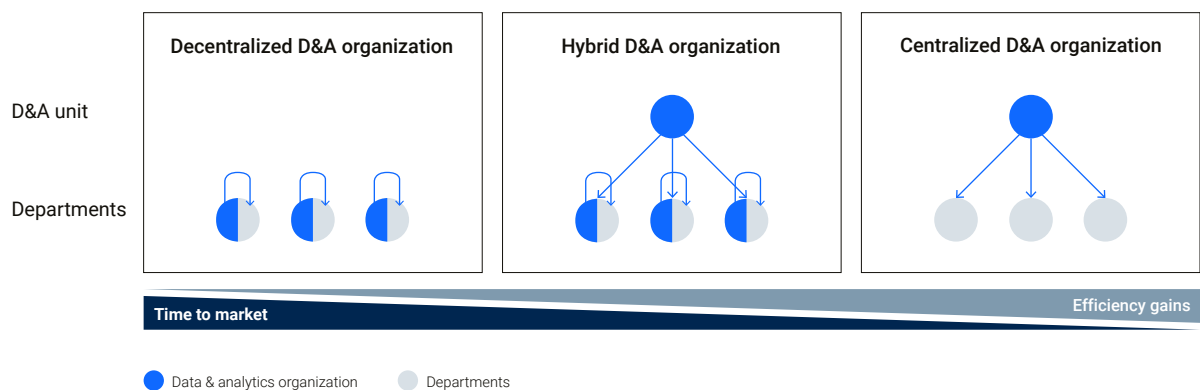 Decentralized D&A organization
Hybrid D&A organization
Centralized D&A organization
D&A unit
Departments
Time to market
Efficiency gains
Data & analytics organization
Departments